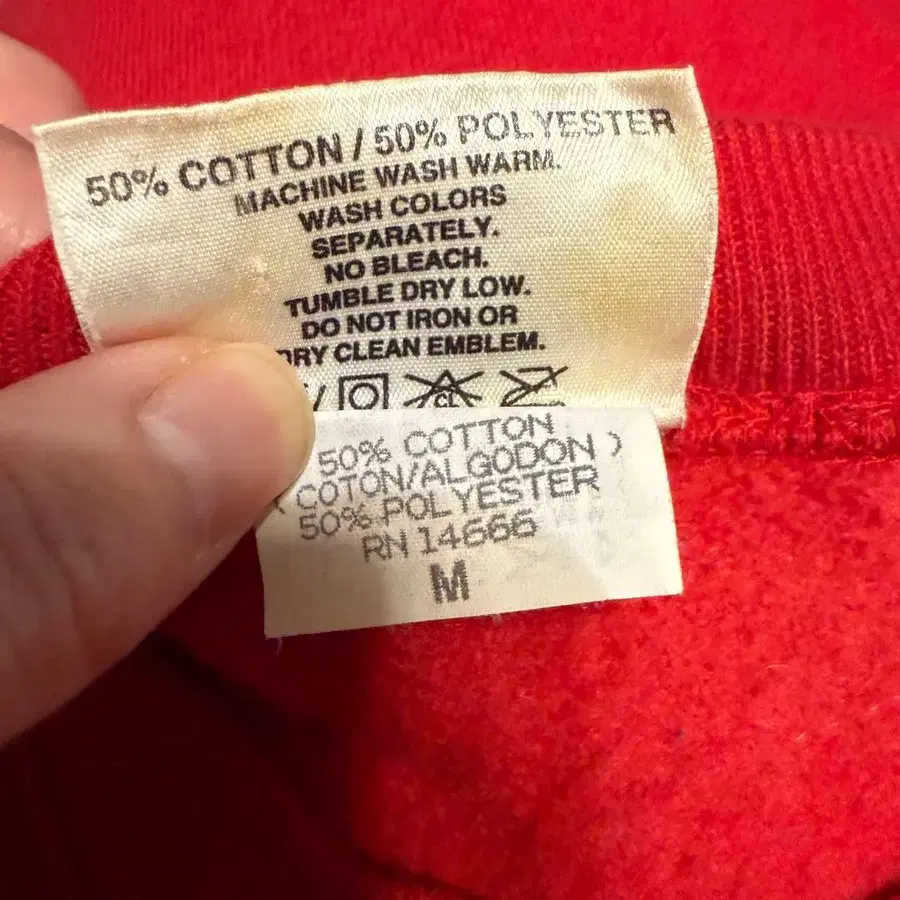 50% COTTON / 50% POLYESTER
MACHINE WASH WARM.
WASH COLORS
SEPARATELY.
NO BLEACH.
TUMBLE DRY LOW.
DO NOT IRON OR
DRY CLEAN EMBLEM.
CL
50% COTTON
(COTON/ALGODON)
50% POLYESTER
RN 14666
M